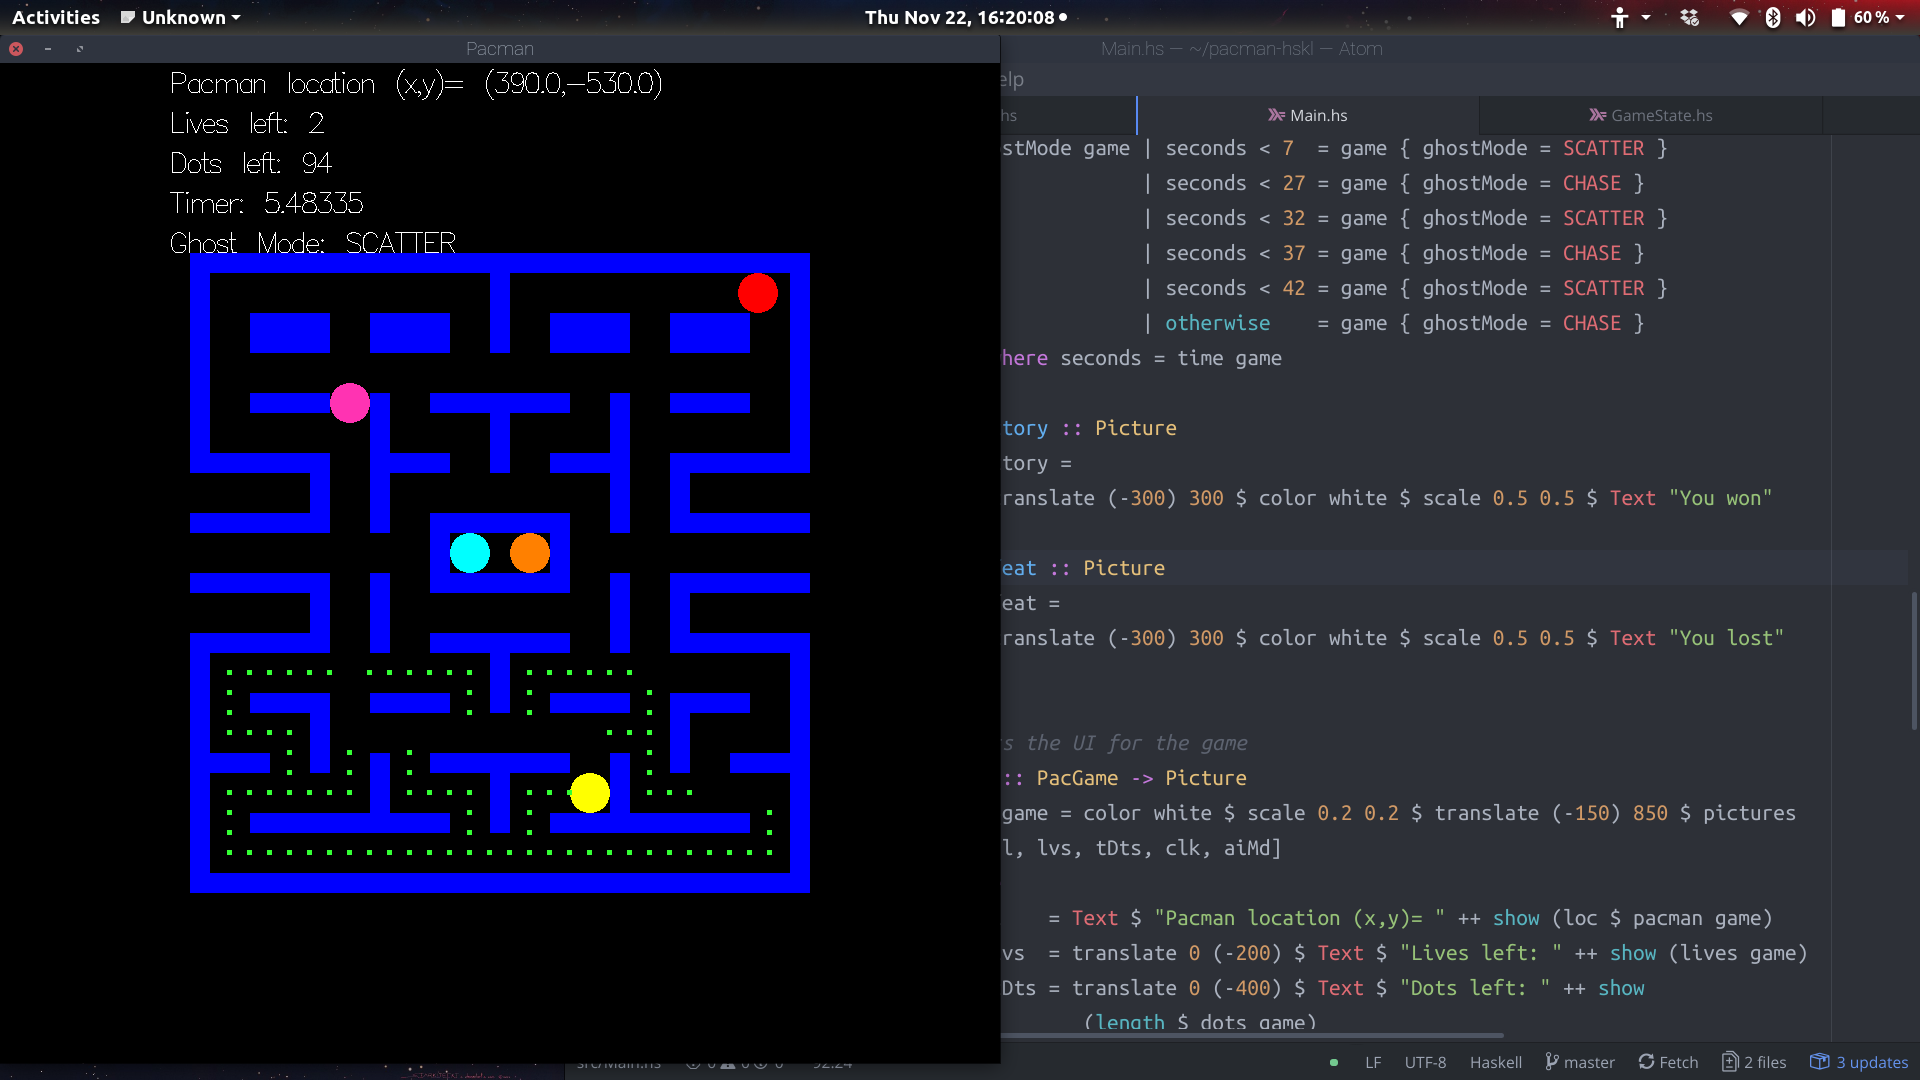 Activities Unknown Thu Nov 22, 16:20:08 60 %
Pacman
Main.hs — ~/pacman-hskl — Atom
Pacman location (x,y)= (390.0,-530.0)
Lives left: 2
Dots left: 94
Timer: 5.48335
Ghost Mode: SCATTER
elp
hs Main.hs GameState.hs
stMode game | seconds < 7 = game { ghostMode = SCATTER }
| seconds < 27 = game { ghostMode = CHASE }
| seconds < 32 = game { ghostMode = SCATTER }
| seconds < 37 = game { ghostMode = CHASE }
| seconds < 42 = game { ghostMode = SCATTER }
| otherwise = game { ghostMode = CHASE }
here seconds = time game
tory :: Picture
tory =
ranslate (-300) 300 $ color white $ scale 0.5 0.5 $ Text "You won"
eat :: Picture
eat =
ranslate (-300) 300 $ color white $ scale 0.5 0.5 $ Text "You lost"
s the UI for the game
:: PacGame -> Picture
game = color white $ scale 0.2 0.2 $ translate (-150) 850 $ pictures
l, lvs, tDts, clk, aiMd]
= Text $ "Pacman location (x,y)= " ++ show (loc $ pacman game)
vs = translate 0 (-200) $ Text $ "Lives left: " ++ show (lives game)
Dts = translate 0 (-400) $ Text $ "Dots left: " ++ show
(length $ dots game)
src/Main.hs 0 0 0 92:24 LF UTF-8 Haskell master Fetch 2 files 3 updates